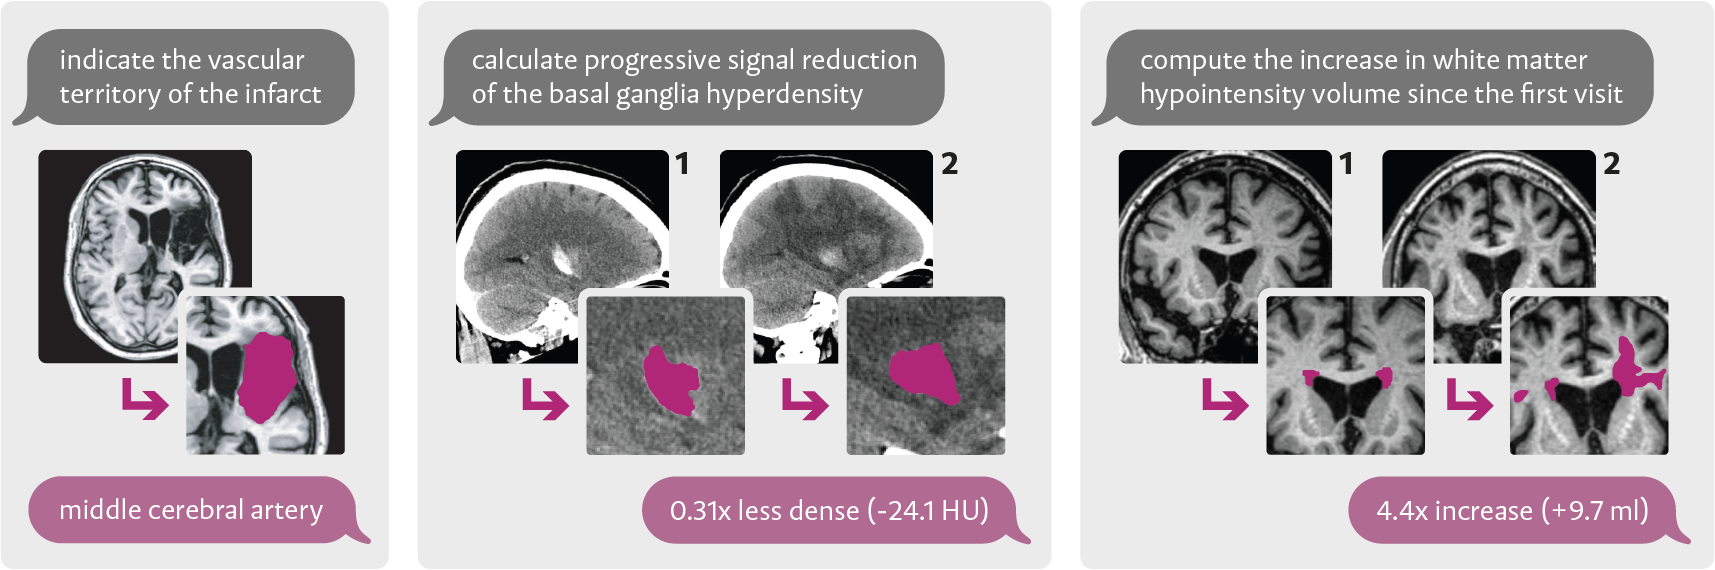 indicate the vascular
territory of the infarct
middle cerebral artery
calculate progressive signal reduction
of the basal ganglia hyperdensity
1
2
0.31x less dense (-24.1 HU)
compute the increase in white matter
hypointensity volume since the first visit
1
2
4.4x increase (+9.7 ml)